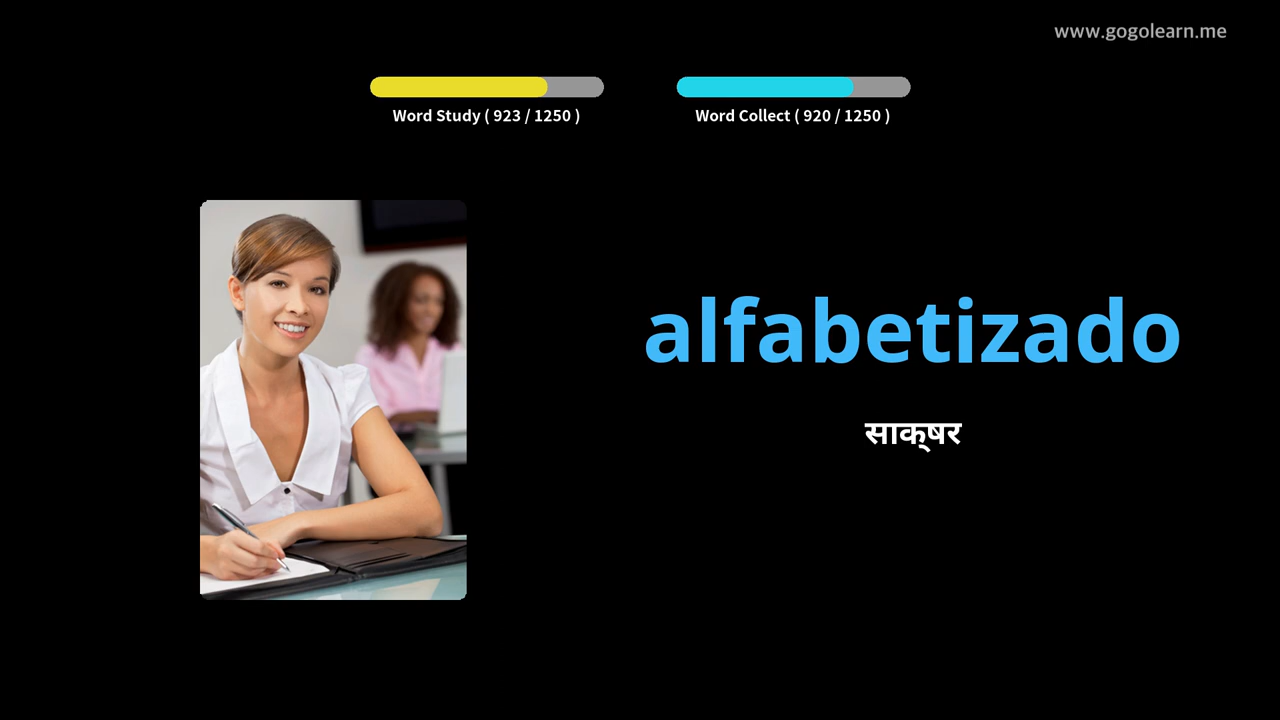 www.gogolearn.me
Word Study ( 923 / 1250 )
Word Collect ( 920 / 1250 )
alfabetizado
साक्षर